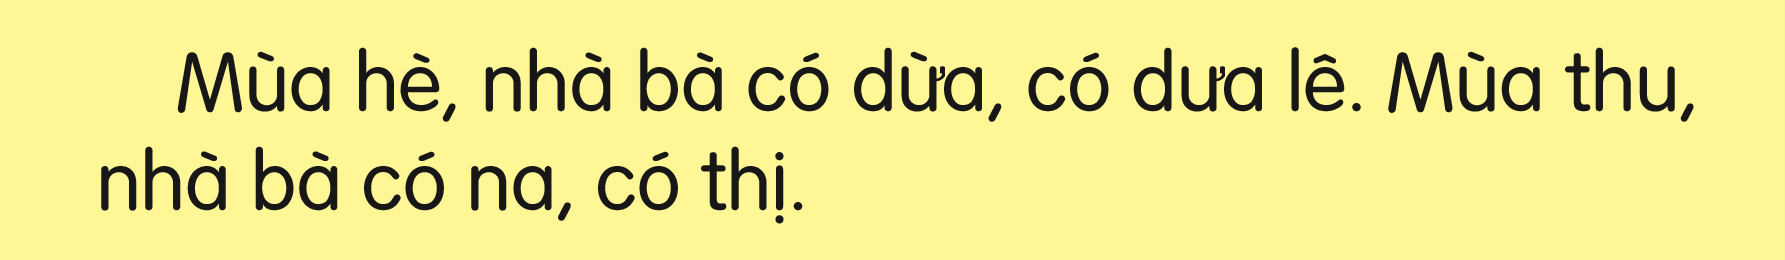 Mùa hè, nhà bà có dừa, có dưa lê. Mùa thu,
nhà bà có na, có thị.